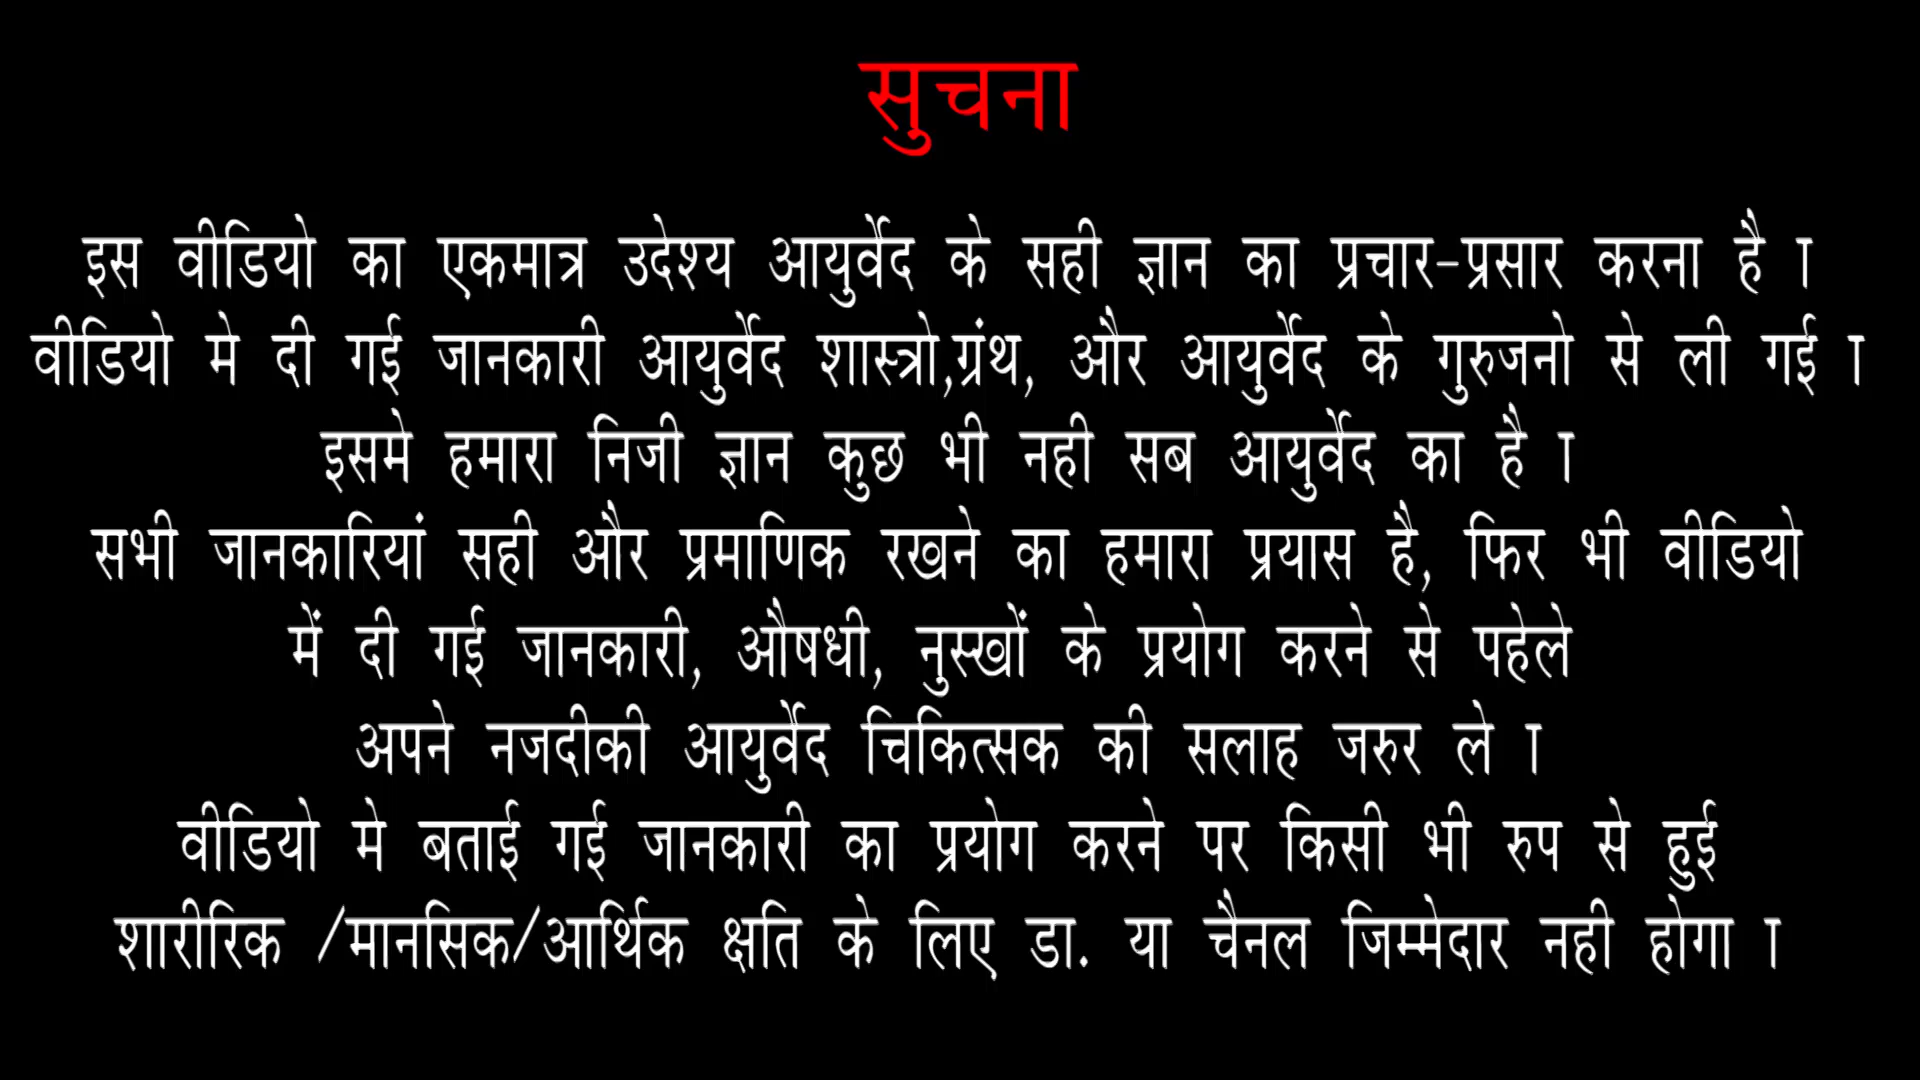 सुचना
इस वीडियो का एकमात्र उदेश्य आयुर्वेद के सही ज्ञान का प्रचार-प्रसार करना है ा
वीडियो मे दी गई जानकारी आयुर्वेद शास्त्रो,ग्रंथ, और आयुर्वेद के गुरुजनो से ली गई ा
इसमे हमारा निजी ज्ञान कुछ भी नही सब आयुर्वेद का है ा
सभी जानकारियां सही और प्रमाणिक रखने का हमारा प्रयास है, फिर भी वीडियो
में दी गई जानकारी, औषधी, नुस्खों के प्रयोग करने से पहेले
अपने नजदीकी आयुर्वेद चिकित्सक की सलाह जरुर ले ा
वीडियो मे बताई गई जानकारी का प्रयोग करने पर किसी भी रुप से हुई
शारीरिक /मानसिक/आर्थिक क्षति के लिए डा. या चैनल जिम्मेदार नही होगा ा